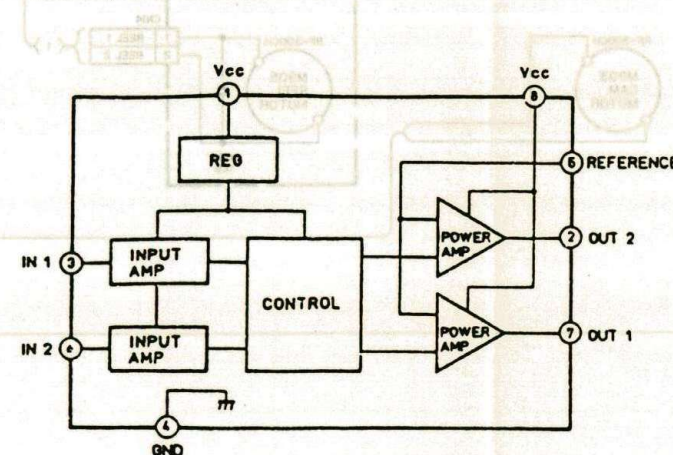 Vcc
1
Vcc
8
REG
5 REFERENCE
IN 1 3
INPUT
AMP
CONTROL
POWER
AMP
2 OUT 2
IN 2 6
INPUT
AMP
POWER
AMP
7 OUT 1
4
GND